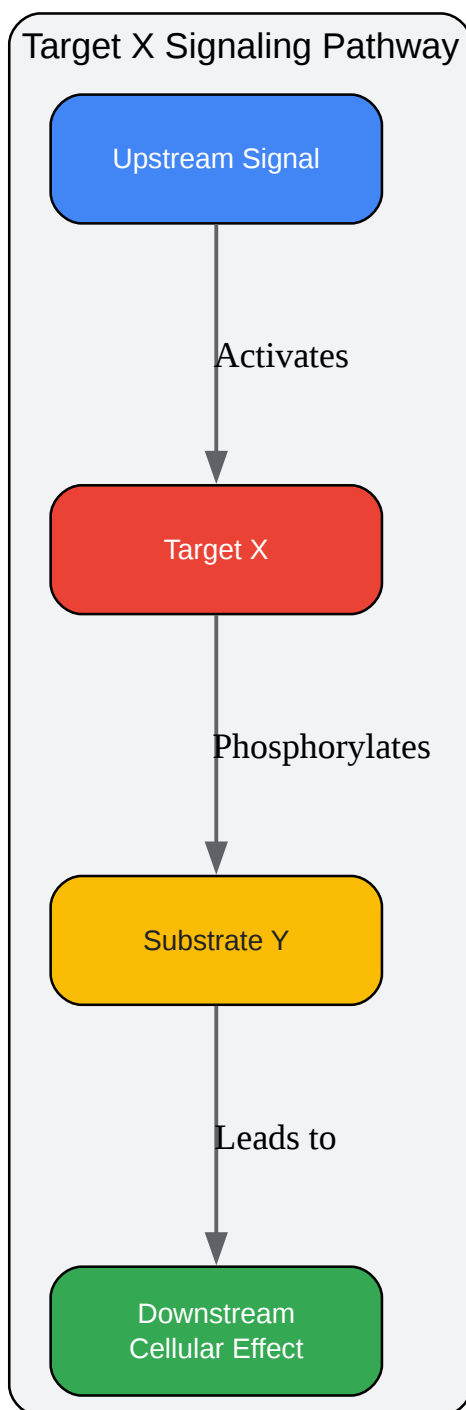 Target X Signaling Pathway
Upstream Signal
Activates
Target X
Phosphorylates
Substrate Y
Leads to
Downstream
Cellular Effect